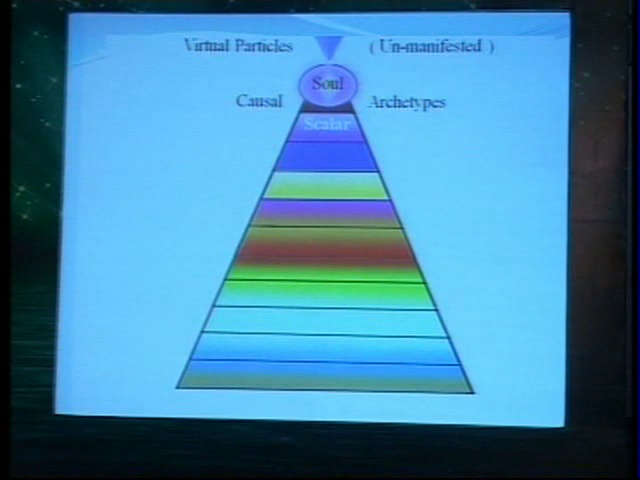 Virtual Particles ( Un-manifested )
Soul
Causal Archetypes
Scalar